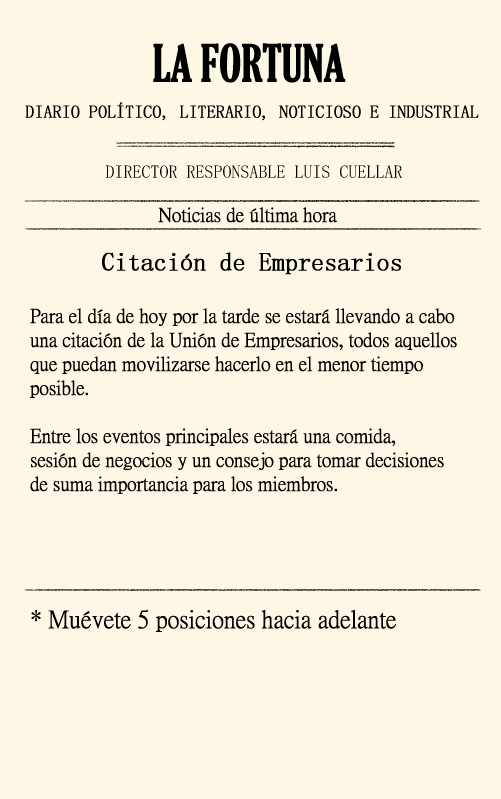 LA FORTUNA
DIARIO POLÍTICO, LITERARIO, NOTICIOSO E INDUSTRIAL
DIRECTOR RESPONSABLE LUIS CUELLAR
Noticias de última hora
Citación de Empresarios
Para el día de hoy por la tarde se estará llevando a cabo
una citación de la Unión de Empresarios, todos aquellos
que puedan movilizarse hacerlo en el menor tiempo
posible.
Entre los eventos principales estará una comida,
sesión de negocios y un consejo para tomar decisiones
de suma importancia para los miembros.
* Muévete 5 posiciones hacia adelante